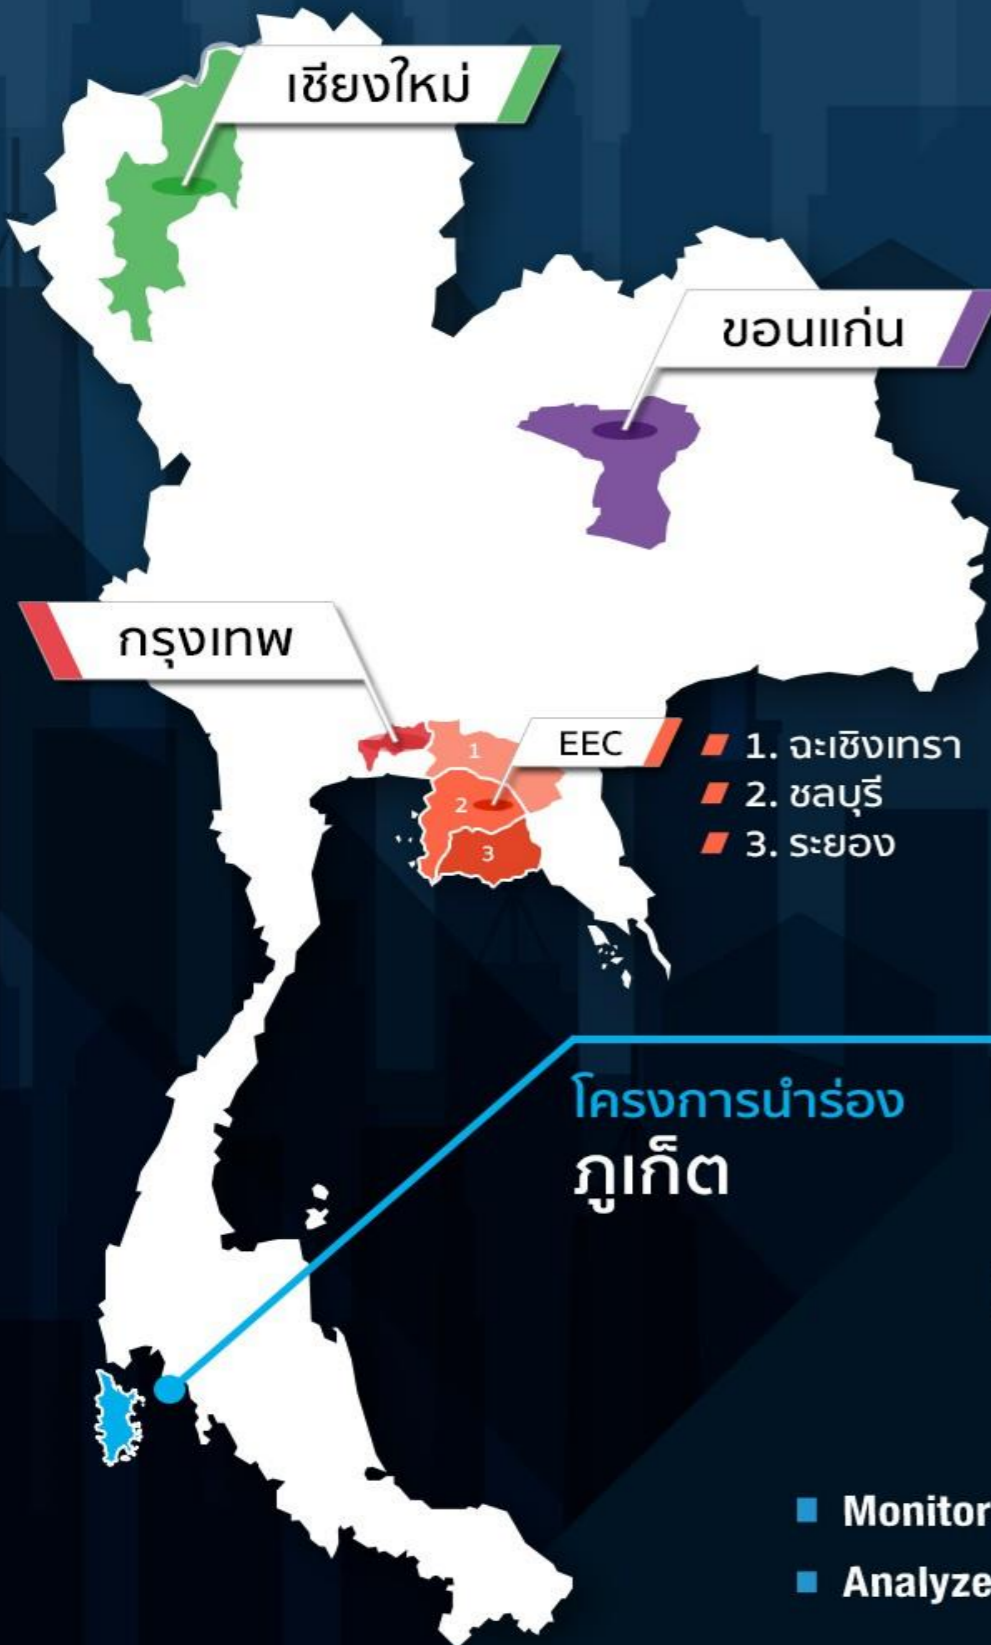 เชียงใหม่
ขอนแก่น
กรุงเทพ
EEC
1
2
3
1. ฉะเชิงเทรา
2. ชลบุรี
3. ระยอง
โครงการนำร่อง
ภูเก็ต
Monitor
Analyze